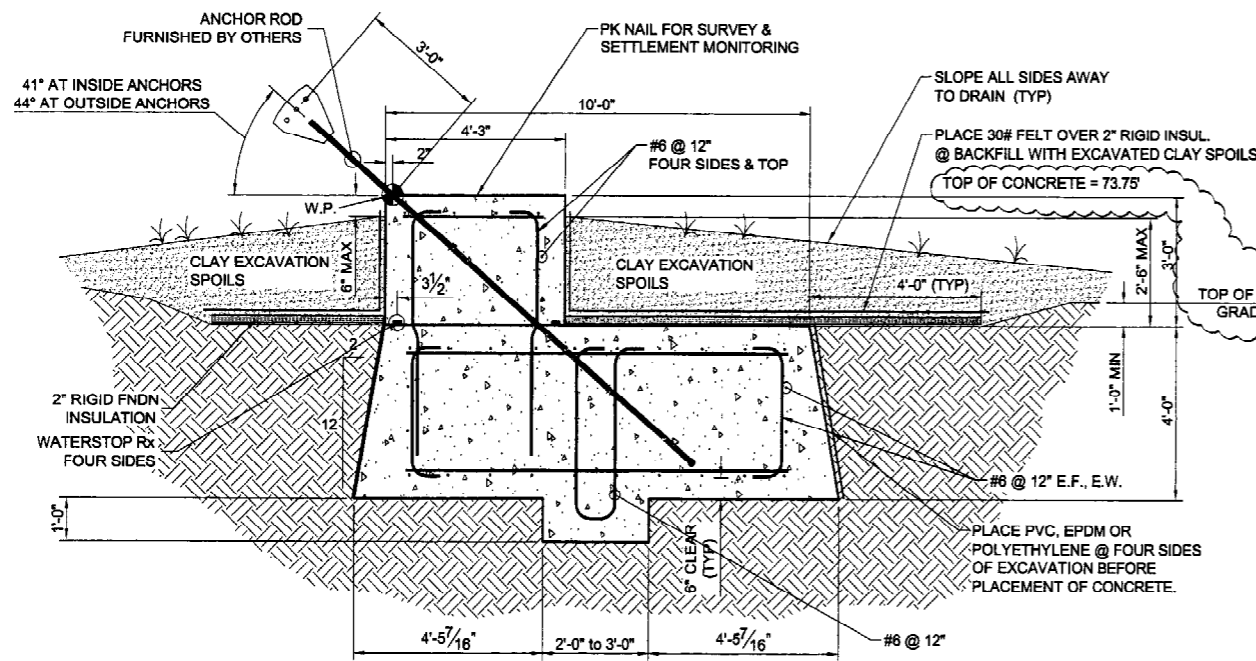 ANCHOR ROD
FURNISHED BY OTHERS
3'-0"
PK NAIL FOR SURVEY &
SETTLEMENT MONITORING
41° AT INSIDE ANCHORS
44° AT OUTSIDE ANCHORS
10'-0"
4'-3"
2"
#6 @ 12"
FOUR SIDES & TOP
SLOPE ALL SIDES AWAY
TO DRAIN (TYP)
PLACE 30# FELT OVER 2" RIGID INSUL.
@ BACKFILL WITH EXCAVATED CLAY SPOILS
TOP OF CONCRETE = 73.75'
W.P.
CLAY EXCAVATION
SPOILS
6" MAX
3 1/2"
CLAY EXCAVATION
SPOILS
4'-0" (TYP)
2'-6" MAX
3'-0"
TOP OF
GRAD
1'-0" MIN
4'-0"
2
12
2" RIGID FNDN
INSULATION
WATERSTOP Rx
FOUR SIDES
#6 @ 12" E.F., E.W.
1'-0"
6" CLEAR
(TYP)
PLACE PVC, EPDM OR
POLYETHYLENE @ FOUR SIDES
OF EXCAVATION BEFORE
PLACEMENT OF CONCRETE.
4'-5 7/16"
2'-0" to 3'-0"
4'-5 7/16"
#6 @ 12"